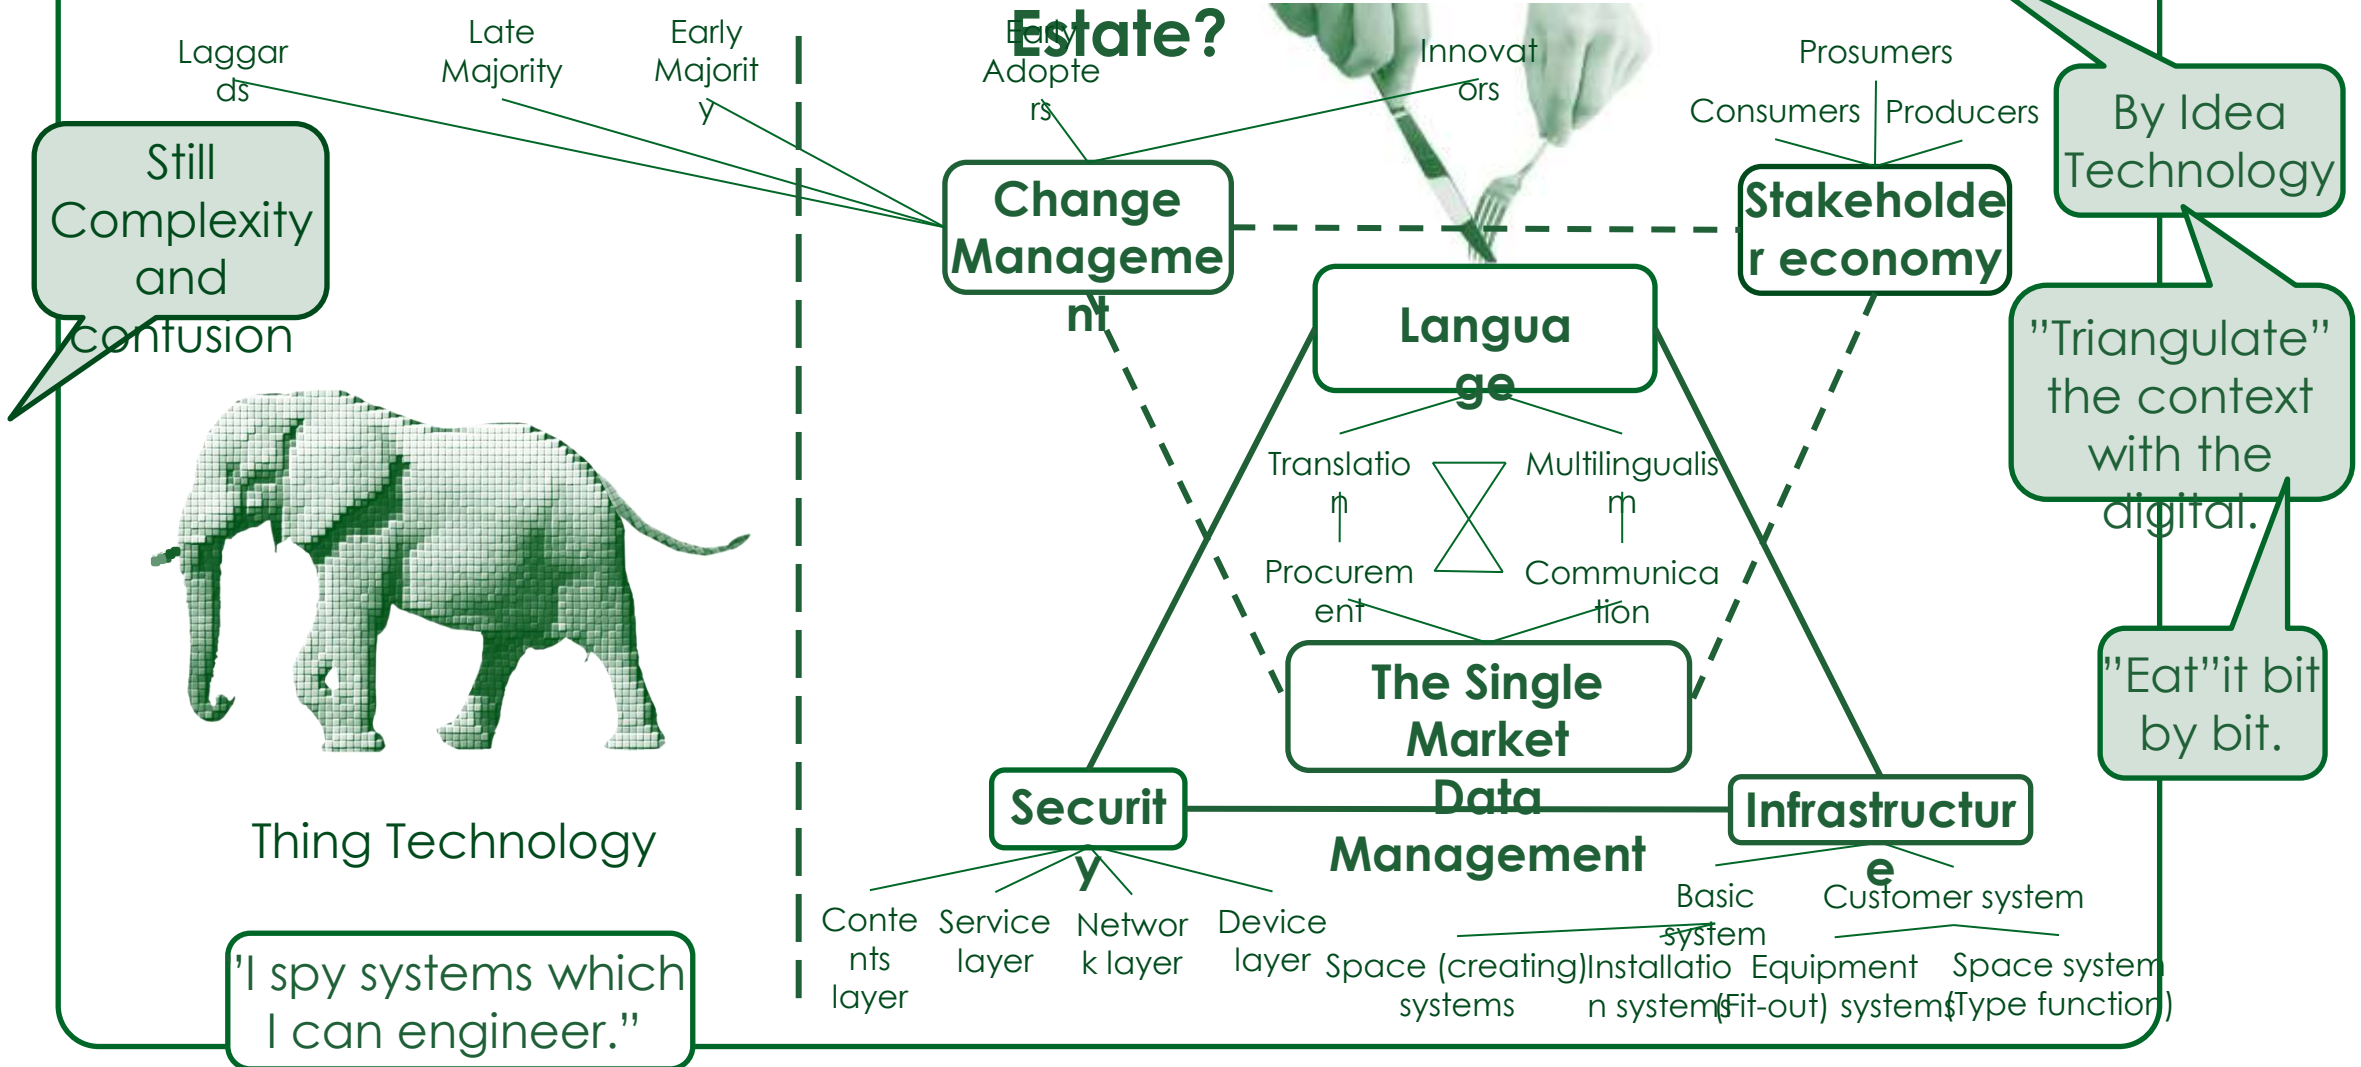 Estate?
Laggar
ds
Late
Majority
Early
Majorit
y
Early
Adopte
rs
Innovat
ors
Prosumers
Consumers
Producers
By Idea
Technology
Still
Complexity
and
confusion
Change
Manageme
nt
Stakeholde
r economy
Langua
ge
”Triangulate”
the context
with the
digital.
Translatio
n
Multilingualis
m
Procurem
ent
Communica
tion
The Single
Market
Data
Management
”Eat”it bit
by bit.
Thing Technology
Securit
y
Infrastructur
e
Conte
nts
layer
Service
layer
Networ
k layer
Device
layer
Basic
system
Customer system
Space (creating)
systems
Installatio
n systems
Equipment
(Fit-out) systems
Space system
(Type function)
’I spy systems which
I can engineer.”